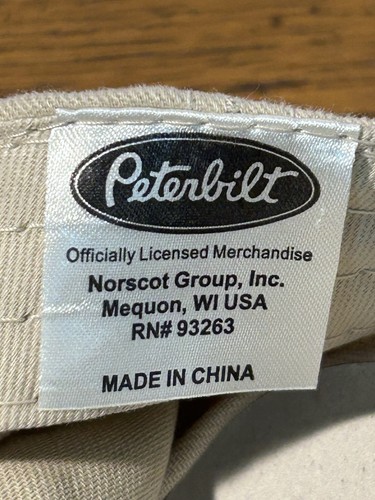 Peterbilt
Officially Licensed Merchandise
Norscot Group, Inc.
Mequon, WI USA
RN# 93263
MADE IN CHINA